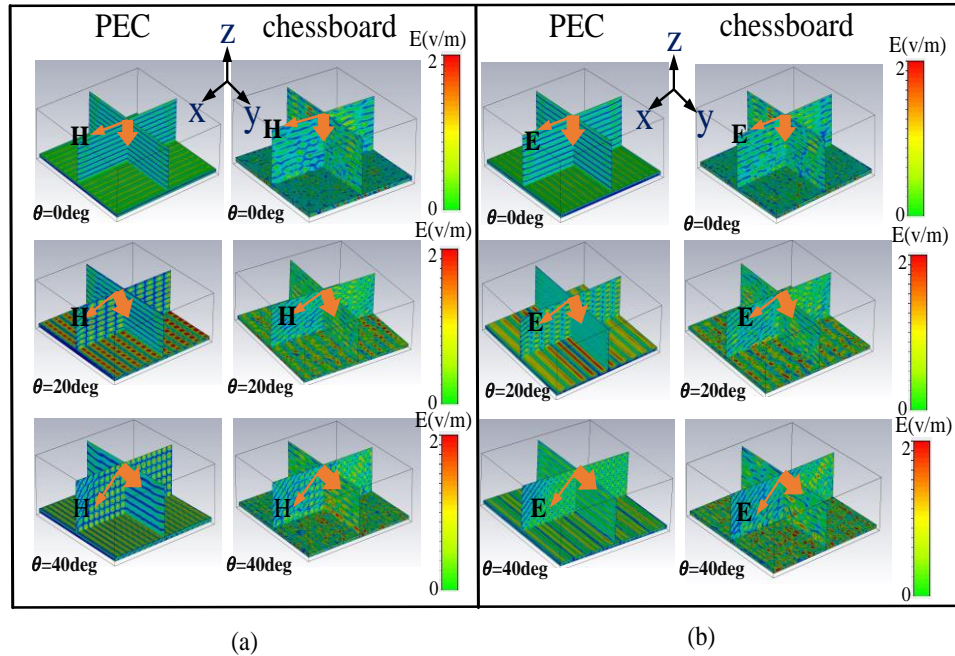 PEC
chessboard
E(v/m)
2
0
z
x
y
H
H
θ=0deg
θ=0deg
E(v/m)
2
0
H
H
θ=20deg
θ=20deg
E(v/m)
2
0
H
H
θ=40deg
θ=40deg
(a)
PEC
chessboard
E(v/m)
2
0
z
x
y
E
E
θ=0deg
θ=0deg
E(v/m)
2
0
E
E
θ=20deg
θ=20deg
E(v/m)
2
0
E
E
θ=40deg
θ=40deg
(b)